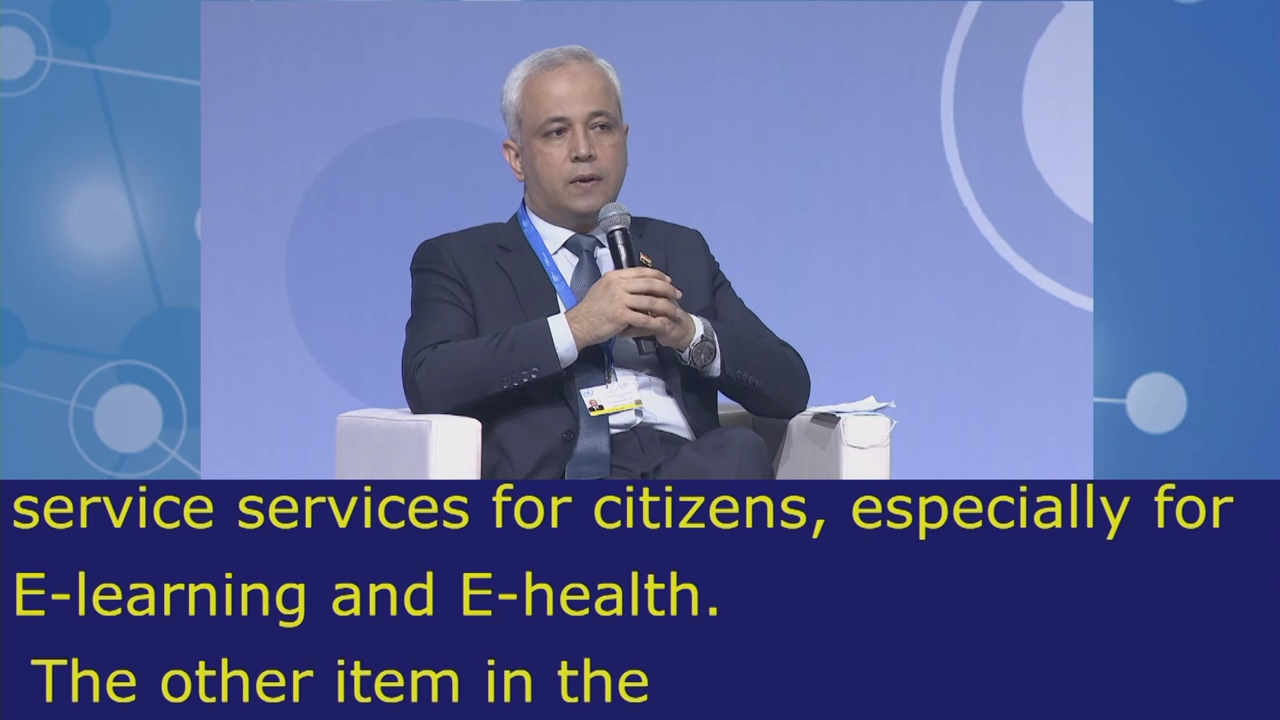 service services for citizens, especially for
E-learning and E-health.
The other item in the